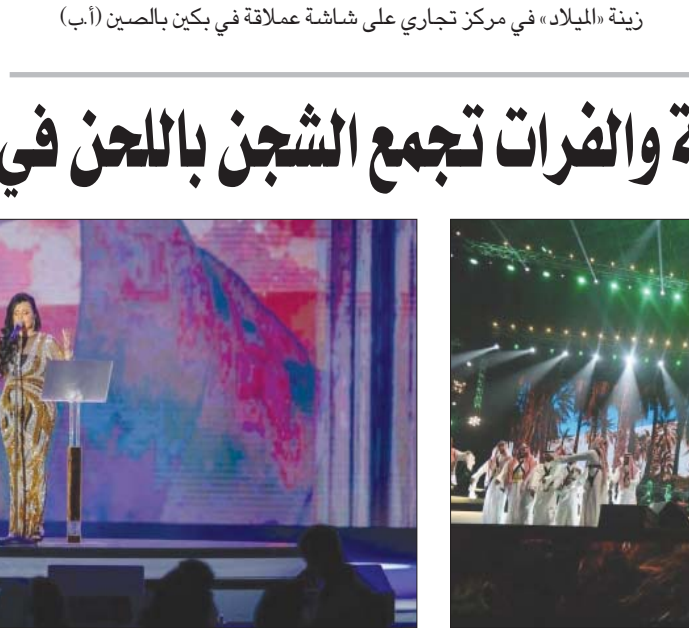 زينة «الميلاد» في مركز تجاري على شاشة عملاقة في بكين بالصين (أ.ب)
والفرات تجمع الشجن باللحن في